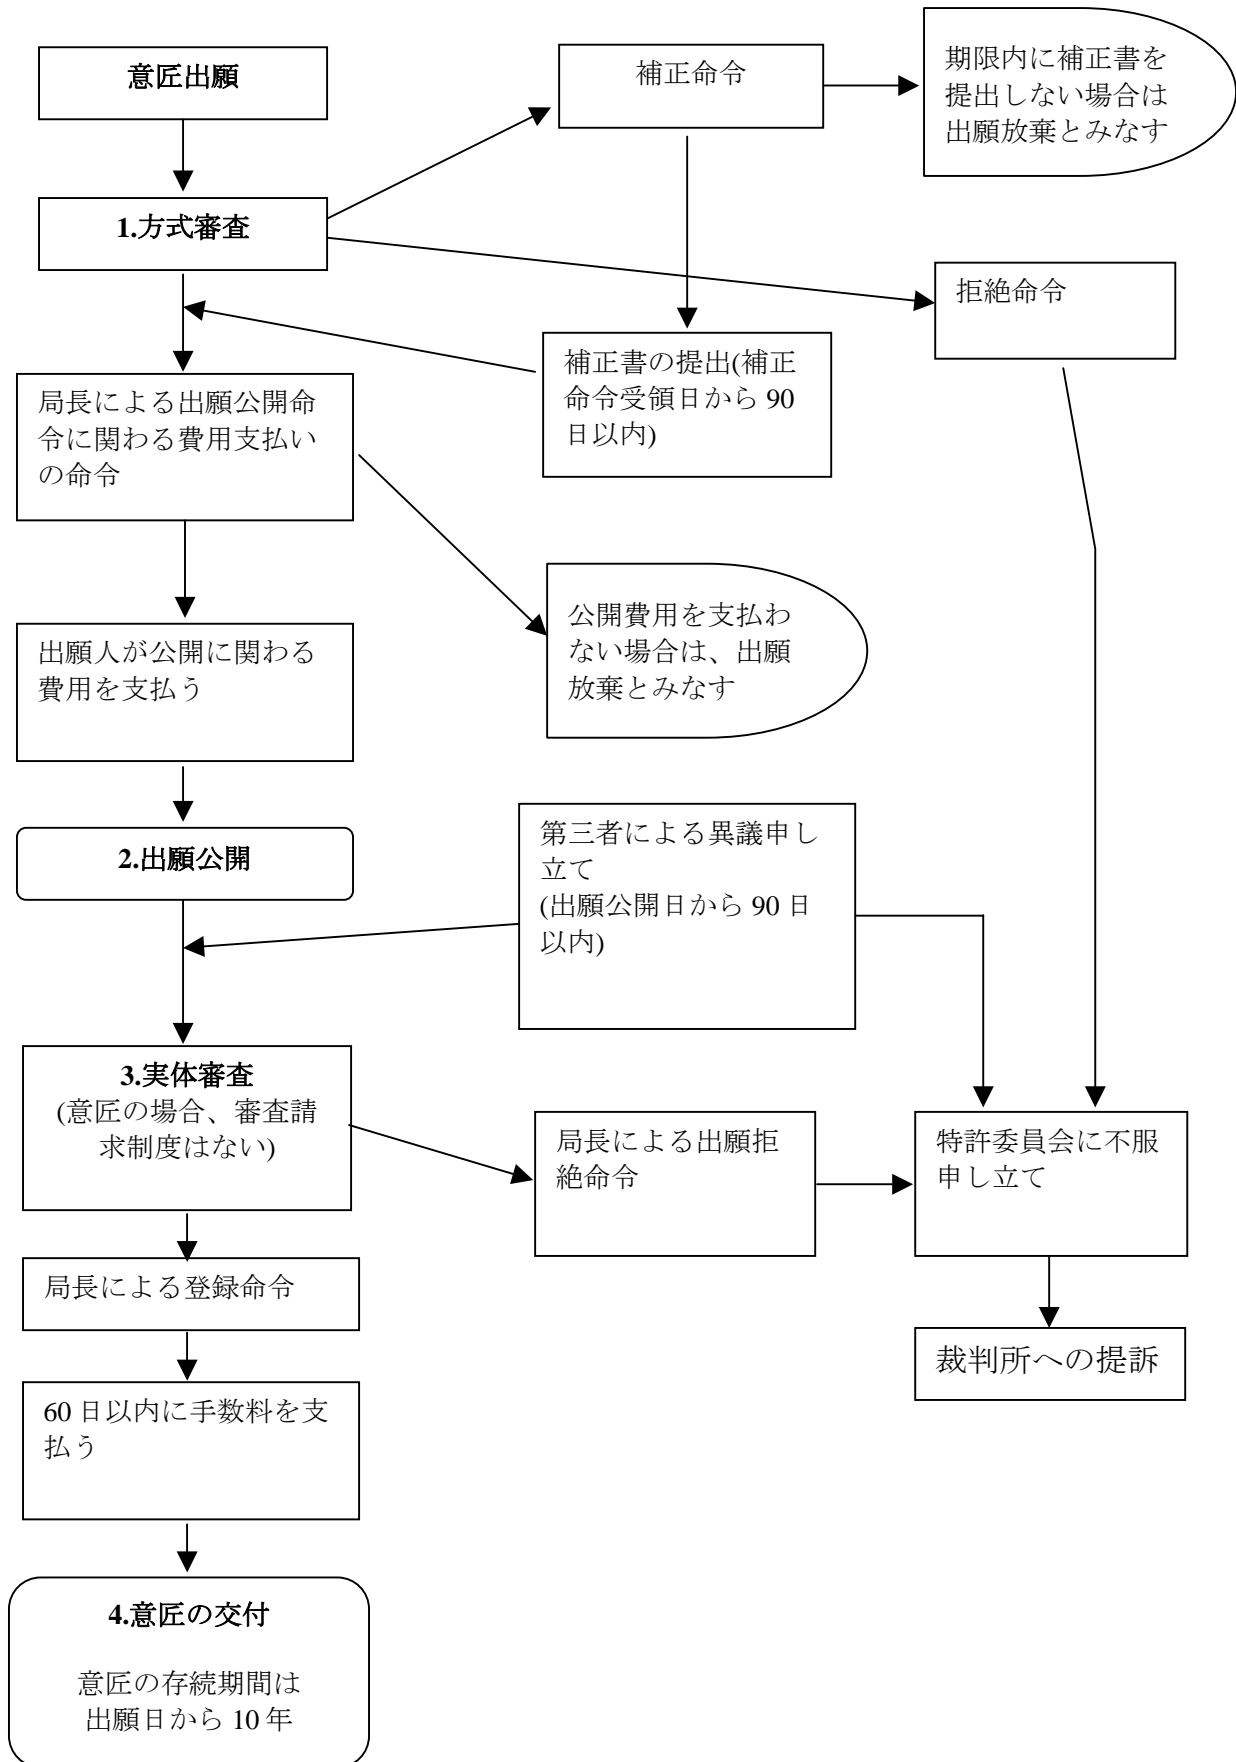 意匠出願
補正命令
期限内に補正書を
提出しない場合は
出願放棄とみなす
1.方式審査
拒絶命令
補正書の提出(補正
命令受領日から 90
日以内)
局長による出願公開命
令に関わる費用支払い
の命令
公開費用を支払わ
ない場合は、出願
放棄とみなす
出願人が公開に関わる
費用を支払う
2.出願公開
第三者による異議申し
立て
(出願公開日から 90 日
以内)
3.実体審査
(意匠の場合、審査請
求制度はない)
局長による出願拒
絶命令
特許委員会に不服
申し立て
局長による登録命令
裁判所への提訴
60 日以内に手数料を支
払う
4.意匠の交付
意匠の存続期間は
出願日から 10 年